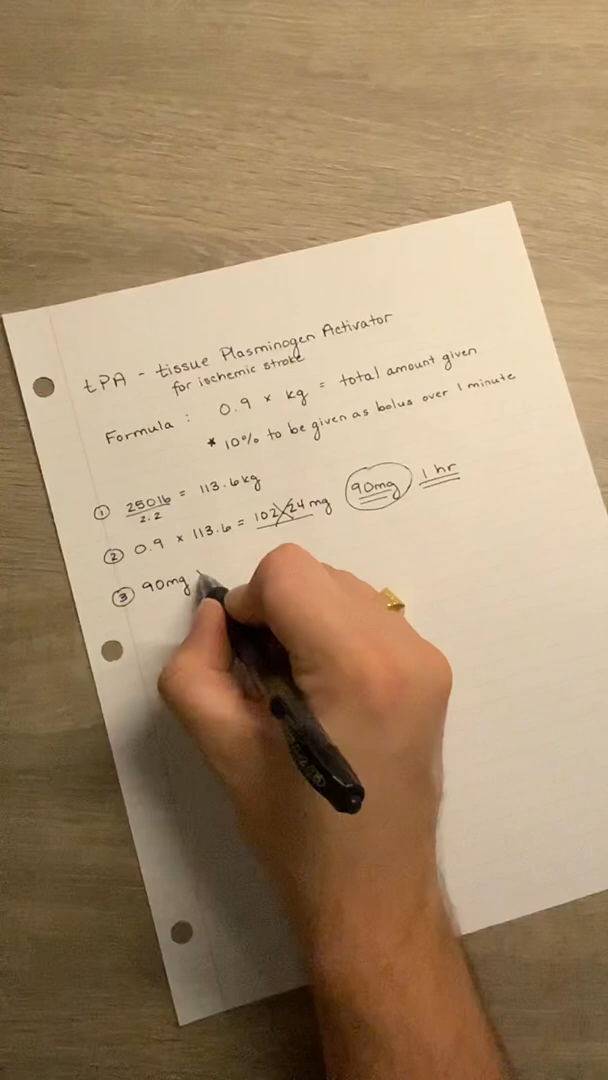 tPA - tissue Plasminogen Activator
for ischemic stroke
Formula : 0.9 × kg = total amount given
* 10% to be given as bolus over 1 minute
① 250lb = 113.6kg
2.2
② 0.9 × 113.6 = 102.24mg 90mg 1 hr
③ 90mg